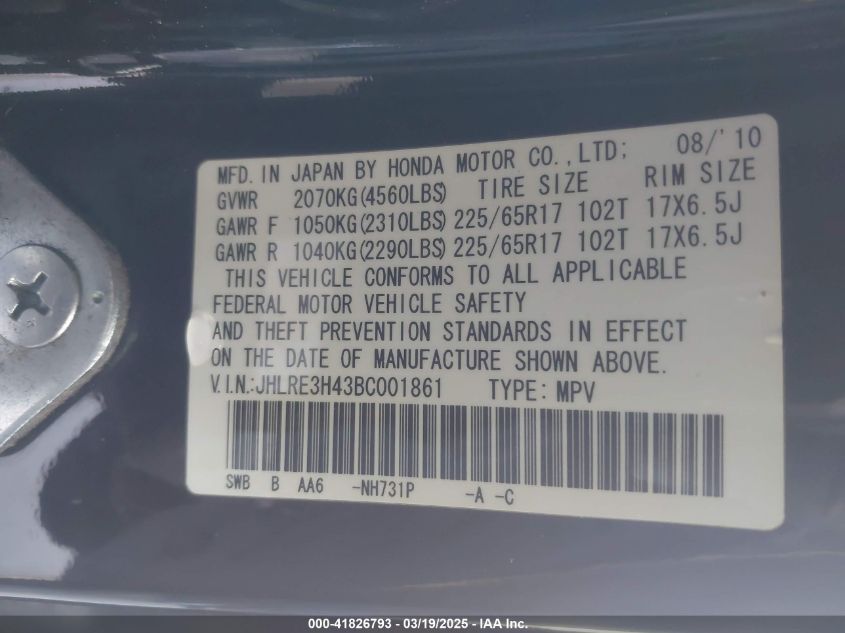 MFD. IN JAPAN BY HONDA MOTOR CO.,LTD; 08/'10
GVWR 2070KG(4560LBS) TIRE SIZE RIM SIZE
GAWR F 1050KG(2310LBS) 225/65R17 102T 17X6.5J
GAWR R 1040KG(2290LBS) 225/65R17 102T 17X6.5J
THIS VEHICLE CONFORMS TO ALL APPLICABLE
FEDERAL MOTOR VEHICLE SAFETY
AND THEFT PREVENTION STANDARDS IN EFFECT
ON THE DATE OF MANUFACTURE SHOWN ABOVE.
V.I.N.:JHLRE3H43BC001861 TYPE: MPV
SWB B AA6 -NH731P -A -C
000-41826793 - 03/19/2025 - IAA, Inc.